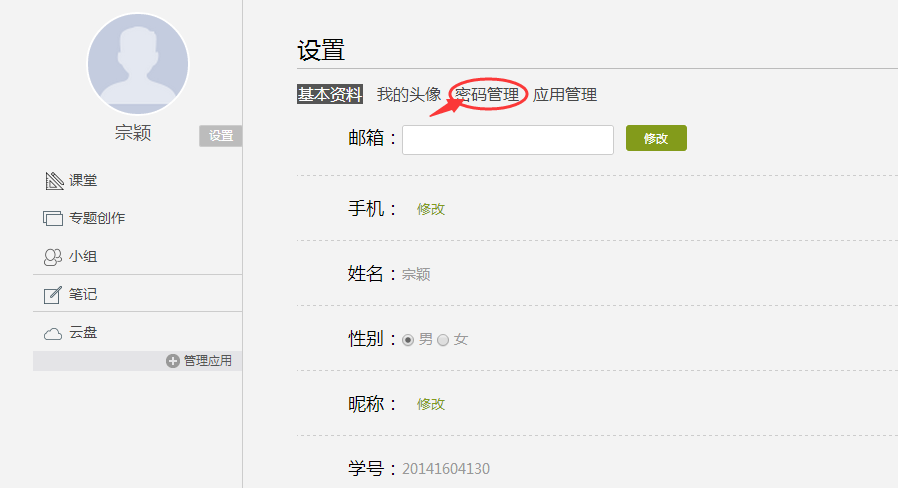 宗颖
设置
课堂
专题创作
小组
笔记
云盘
管理应用
设置
基本资料 我的头像 密码管理 应用管理
邮箱： 修改
手机： 修改
姓名：宗颖
性别： 男 女
昵称： 修改
学号：20141604130